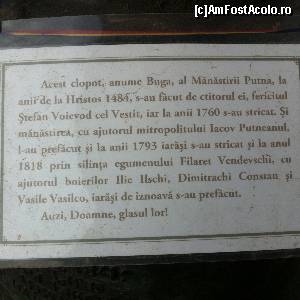 (c)AmFostAcolo.ro
Acest clopot, anume Buga, al Mănăstirii Putna, la
anii de la Hristos 1484, s-au făcut de ctitorul ei, fericitul
Ștefan Voievod cel Vestit, iar la anii 1760 s-au stricat. Și
mănăstirea, cu ajutorul mitropolitului Iacov Putneanul,
l-au prefăcut și la anii 1793 iarăși s-au stricat și la anul
1818 prin silința egumenului Filaret Vendevschi, cu
ajutorul boierilor Ilie Ilschi, Dimitrachi Constan și
Vasile Vasilco, iarăși de iznoavă s-au prefăcut.
Auzi, Doamne, glasul lor!